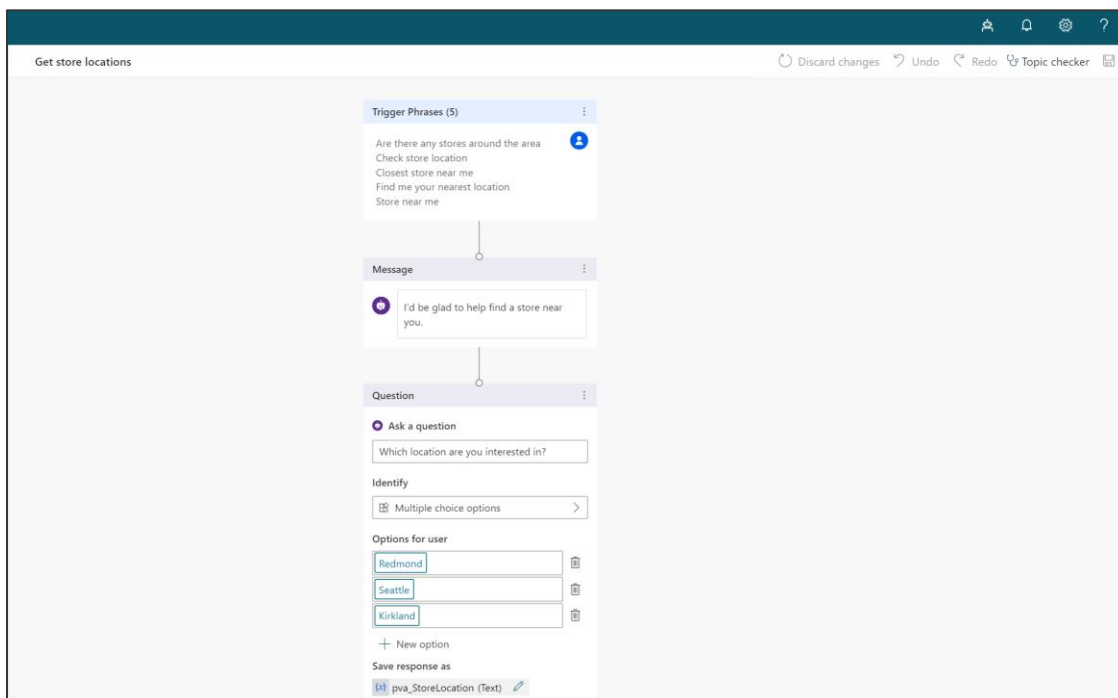 Get store locations
Discard changes
Undo
Redo
Topic checker
Trigger Phrases (5)
Are there any stores around the area
Check store location
Closest store near me
Find me your nearest location
Store near me
Message
I'd be glad to help find a store near
you.
Question
Ask a question
Which location are you interested in?
Identify
Multiple choice options
Options for user
Redmond
Seattle
Kirkland
+ New option
Save response as
{x} pva_StoreLocation (Text)